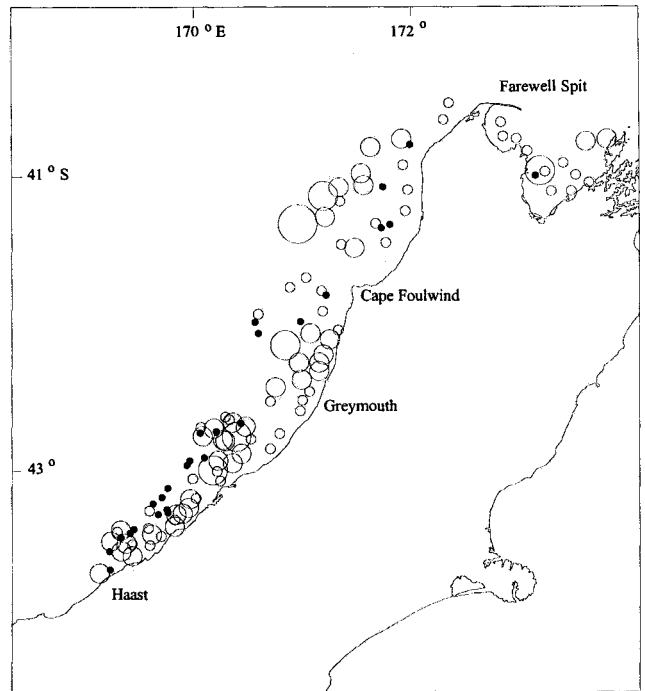 170 ° E
172 °
Farewell Spit
41 ° S
Cape Foulwind
Greymouth
43 °
Haast